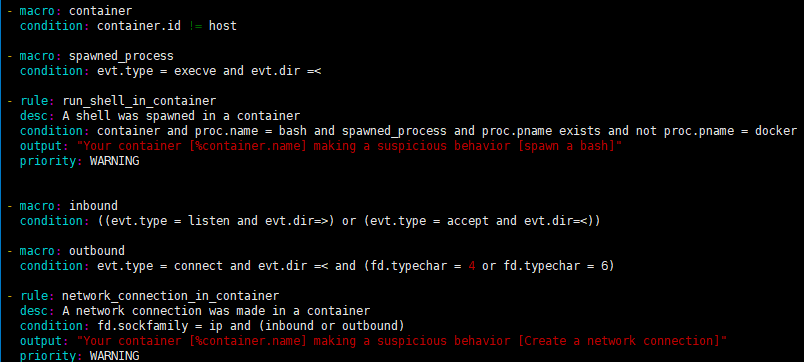 - macro: container
  condition: container.id != host

- macro: spawned_process
  condition: evt.type = execve and evt.dir =<

- rule: run_shell_in_container
  desc: A shell was spawned in a container
  condition: container and proc.name = bash and spawned_process and proc.pname exists and not proc.pname = docker
  output: "Your container [%container.name] making a suspicious behavior [spawn a bash]"
  priority: WARNING


- macro: inbound
  condition: ((evt.type = listen and evt.dir=>) or (evt.type = accept and evt.dir=<))

- macro: outbound
  condition: evt.type = connect and evt.dir =< and (fd.typechar = 4 or fd.typechar = 6)

- rule: network_connection_in_container
  desc: A network connection was made in a container
  condition: fd.sockfamily = ip and (inbound or outbound)
  output: "Your container [%container.name] making a suspicious behavior [Create a network connection]"
  priority: WARNING